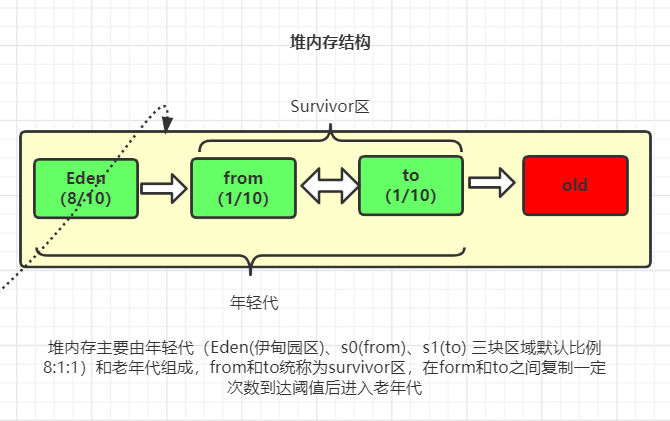 堆内存结构
Survivor区
Eden
(8/10)
from
(1/10)
to
(1/10)
old
年轻代
堆内存主要由年轻代（Eden(伊甸园区)、s0(from)、s1(to) 三块区域默认比例
8:1:1）和老年代组成，from和to统称为survivor区，在form和to之间复制一定
次数到达阈值后进入老年代